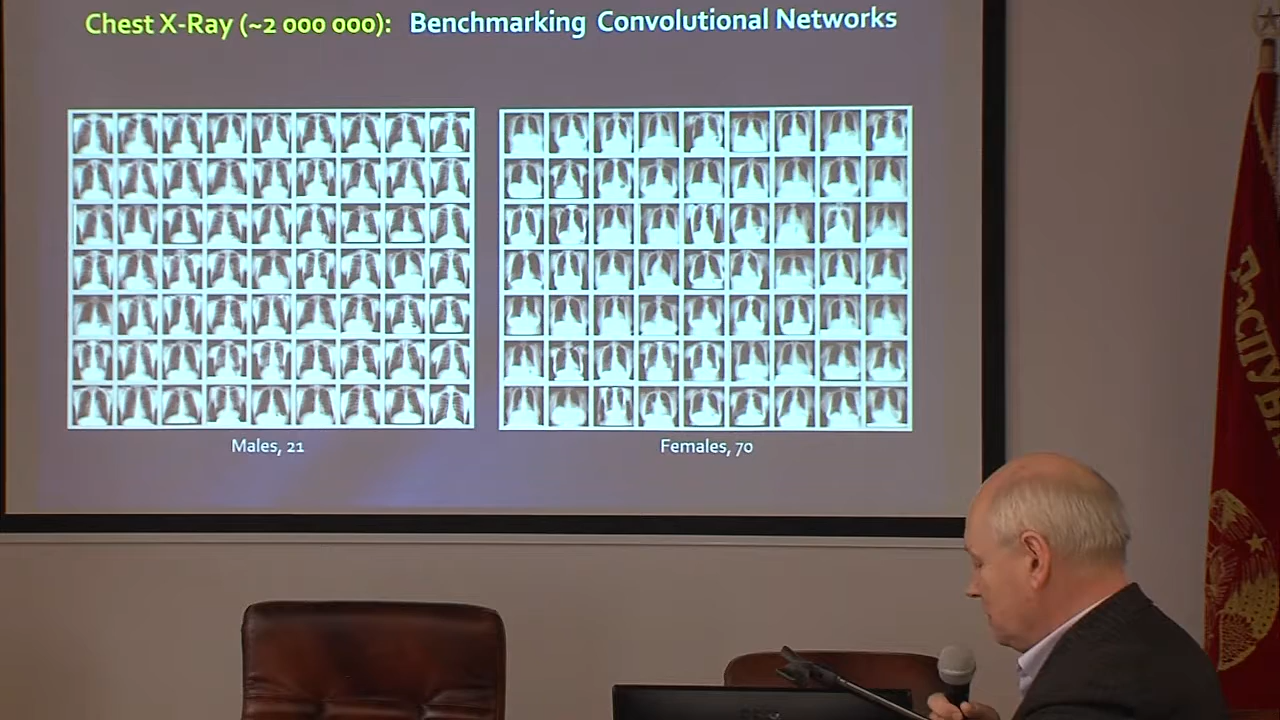 Chest X-Ray (~2 000 000): Benchmarking Convolutional Networks
Males, 21
Females, 70